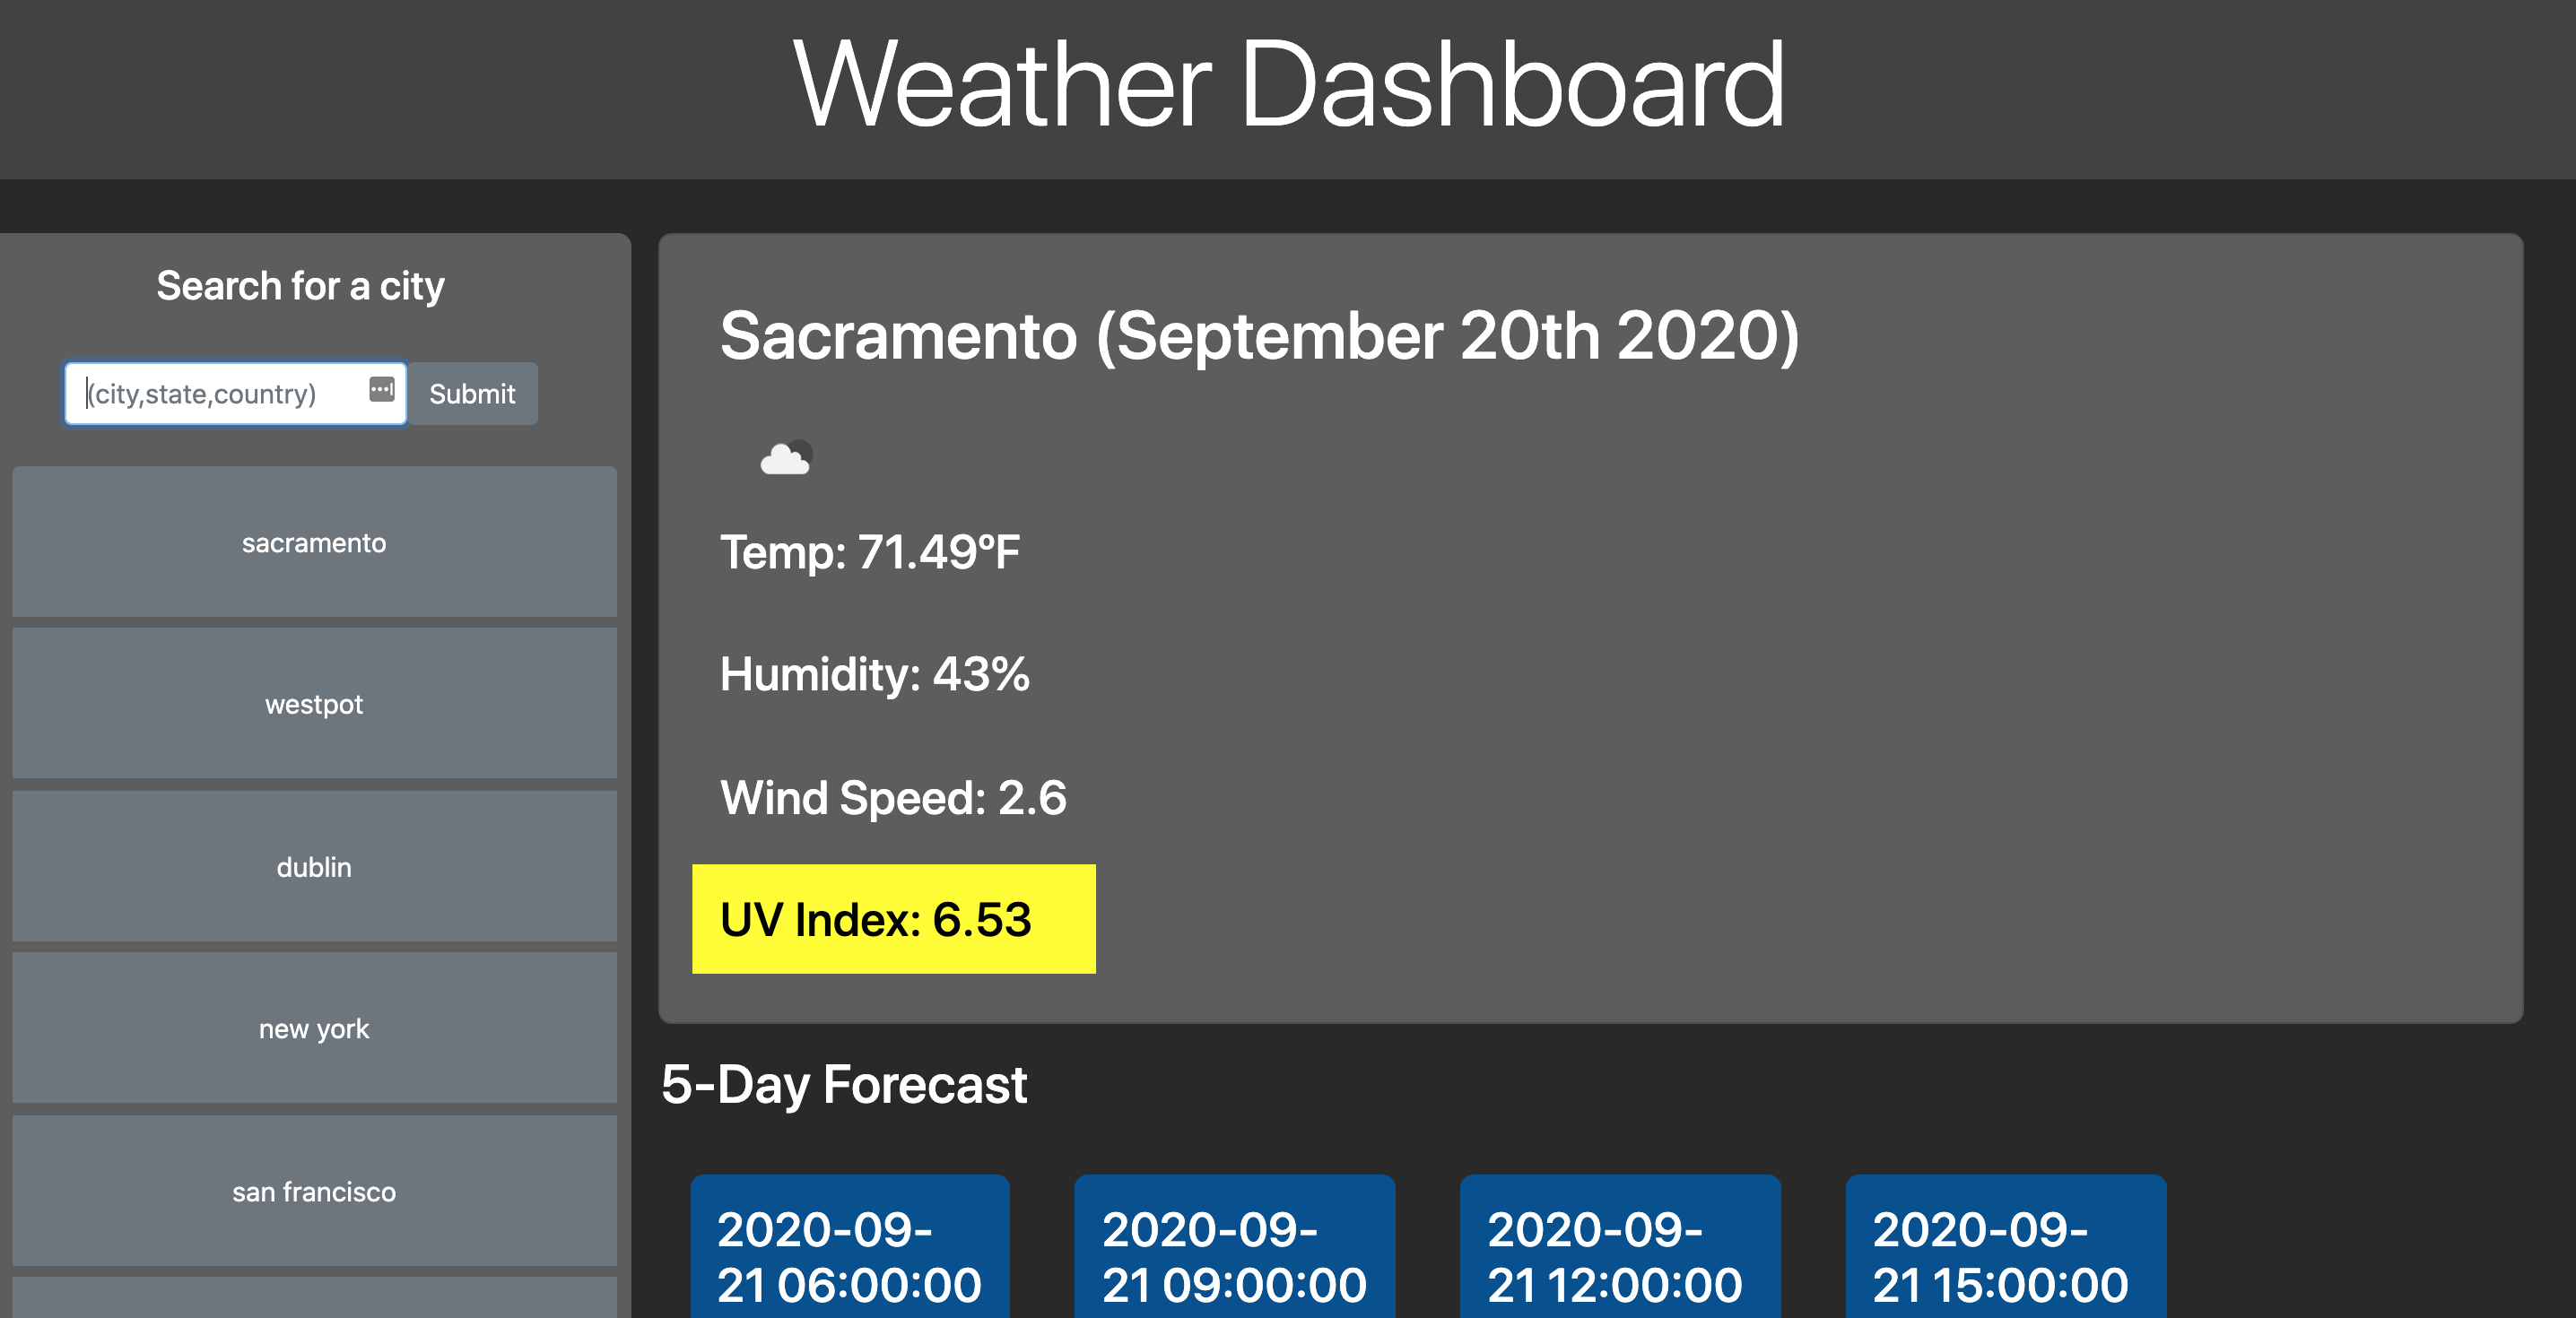 Weather Dashboard
Search for a city
(city,state,country)
Submit
sacramento
westpot
dublin
new york
san francisco
Sacramento (September 20th 2020)
Temp: 71.49°F
Humidity: 43%
Wind Speed: 2.6
UV Index: 6.53
5-Day Forecast
2020-09-
21 06:00:00
2020-09-
21 09:00:00
2020-09-
21 12:00:00
2020-09-
21 15:00:00